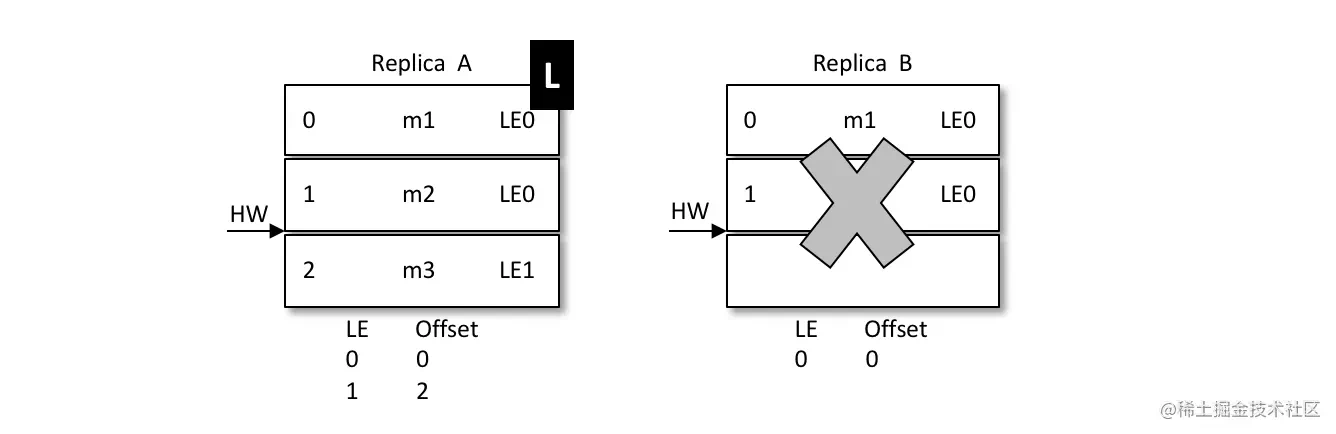 Replica A
L
0 m1 LE0
1 m2 LE0
HW
2 m3 LE1
LE Offset
0 0
1 2
Replica B
0 m1 LE0
1 LE0
HW
LE Offset
0 0
@稀土掘金技术社区